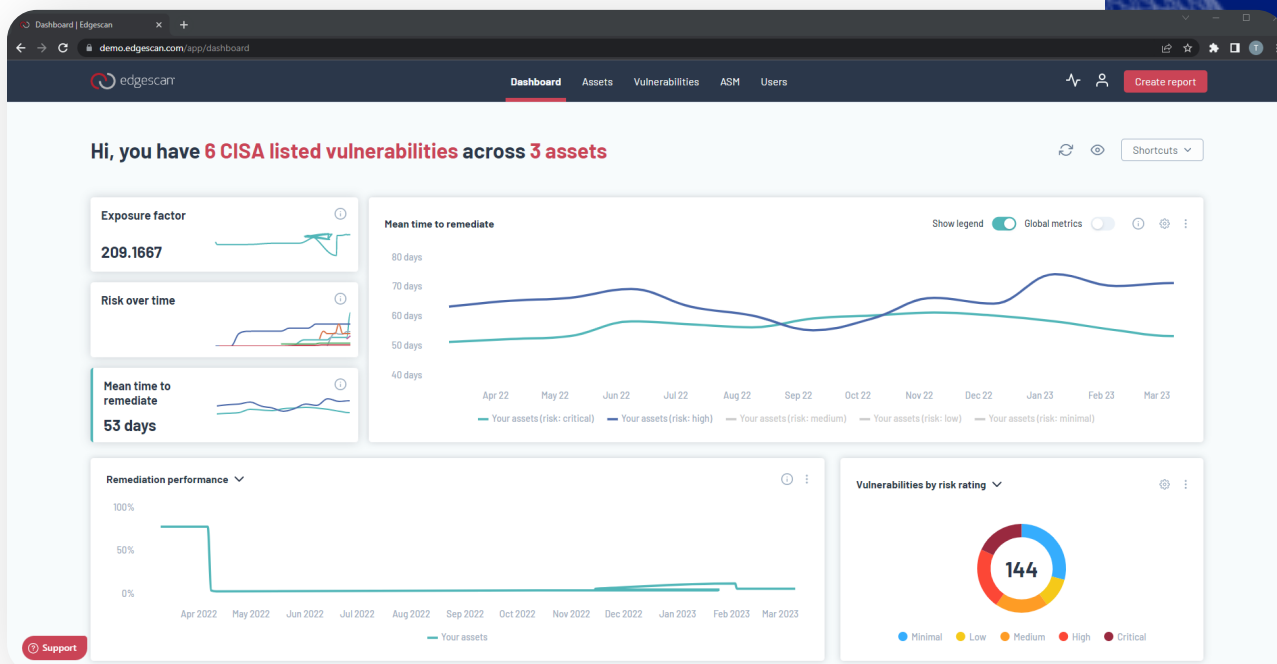 Dashboard | Edgescan
demo.edgescan.com/app/dashboard
T
edgescan
Dashboard Assets Vulnerabilities ASM Users
Create report
Hi, you have 6 CISA listed vulnerabilities across 3 assets
Shortcuts
Exposure factor
209.1667
Risk over time
Mean time to
remediate
53 days
Mean time to remediate
Show legend Global metrics
80 days
70 days
60 days
50 days
40 days
Apr 22 May 22 Jun 22 Jul 22 Aug 22 Sep 22 Oct 22 Nov 22 Dec 22 Jan 23 Feb 23 Mar 23
Your assets (risk: critical) Your assets (risk: high) Your assets (risk: medium) Your assets (risk: low) Your assets (risk: minimal)
Remediation performance
100%
50%
0%
Apr 2022 May 2022 Jun 2022 Jul 2022 Aug 2022 Sep 2022 Oct 2022 Nov 2022 Dec 2022 Jan 2023 Feb 2023 Mar 2023
Your assets
Vulnerabilities by risk rating
144
Minimal Low Medium High Critical
Support